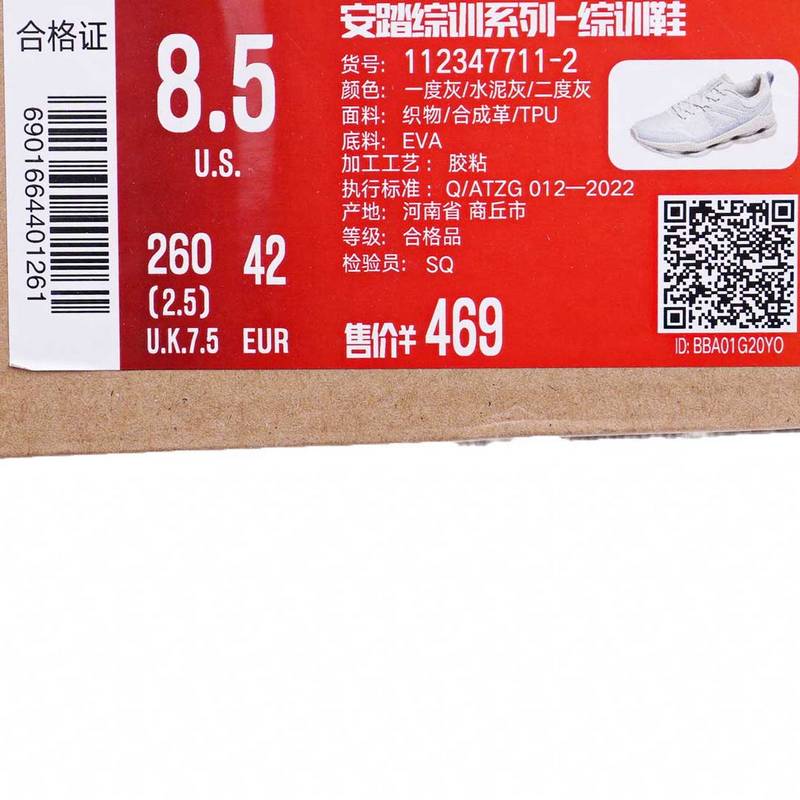 合格证
6901664401261
8.5
U.S.
260
(2.5)
U.K.7.5
42
EUR
安踏综训系列-综训鞋
货号: 112347711-2
颜色: 一度灰/水泥灰/二度灰
面料: 织物/合成革/TPU
底料: EVA
加工工艺: 胶粘
执行标准: Q/ATZG 012—2022
产地: 河南省 商丘市
等级: 合格品
检验员: SQ
售价¥ 469
ID: BBA01G20YO